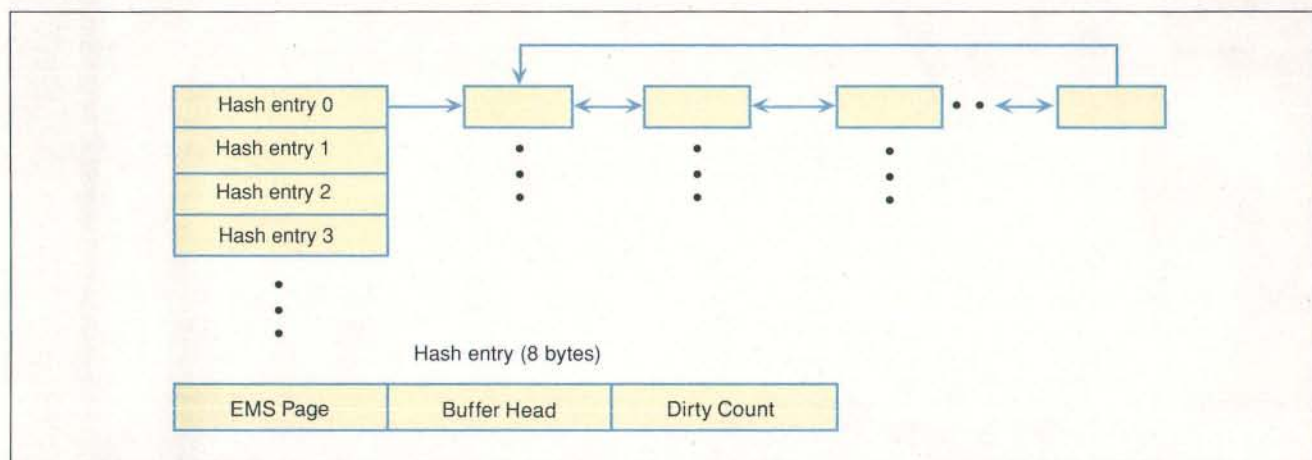 Hash entry 0
Hash entry 1
Hash entry 2
Hash entry 3
Hash entry (8 bytes)
EMS Page
Buffer Head
Dirty Count